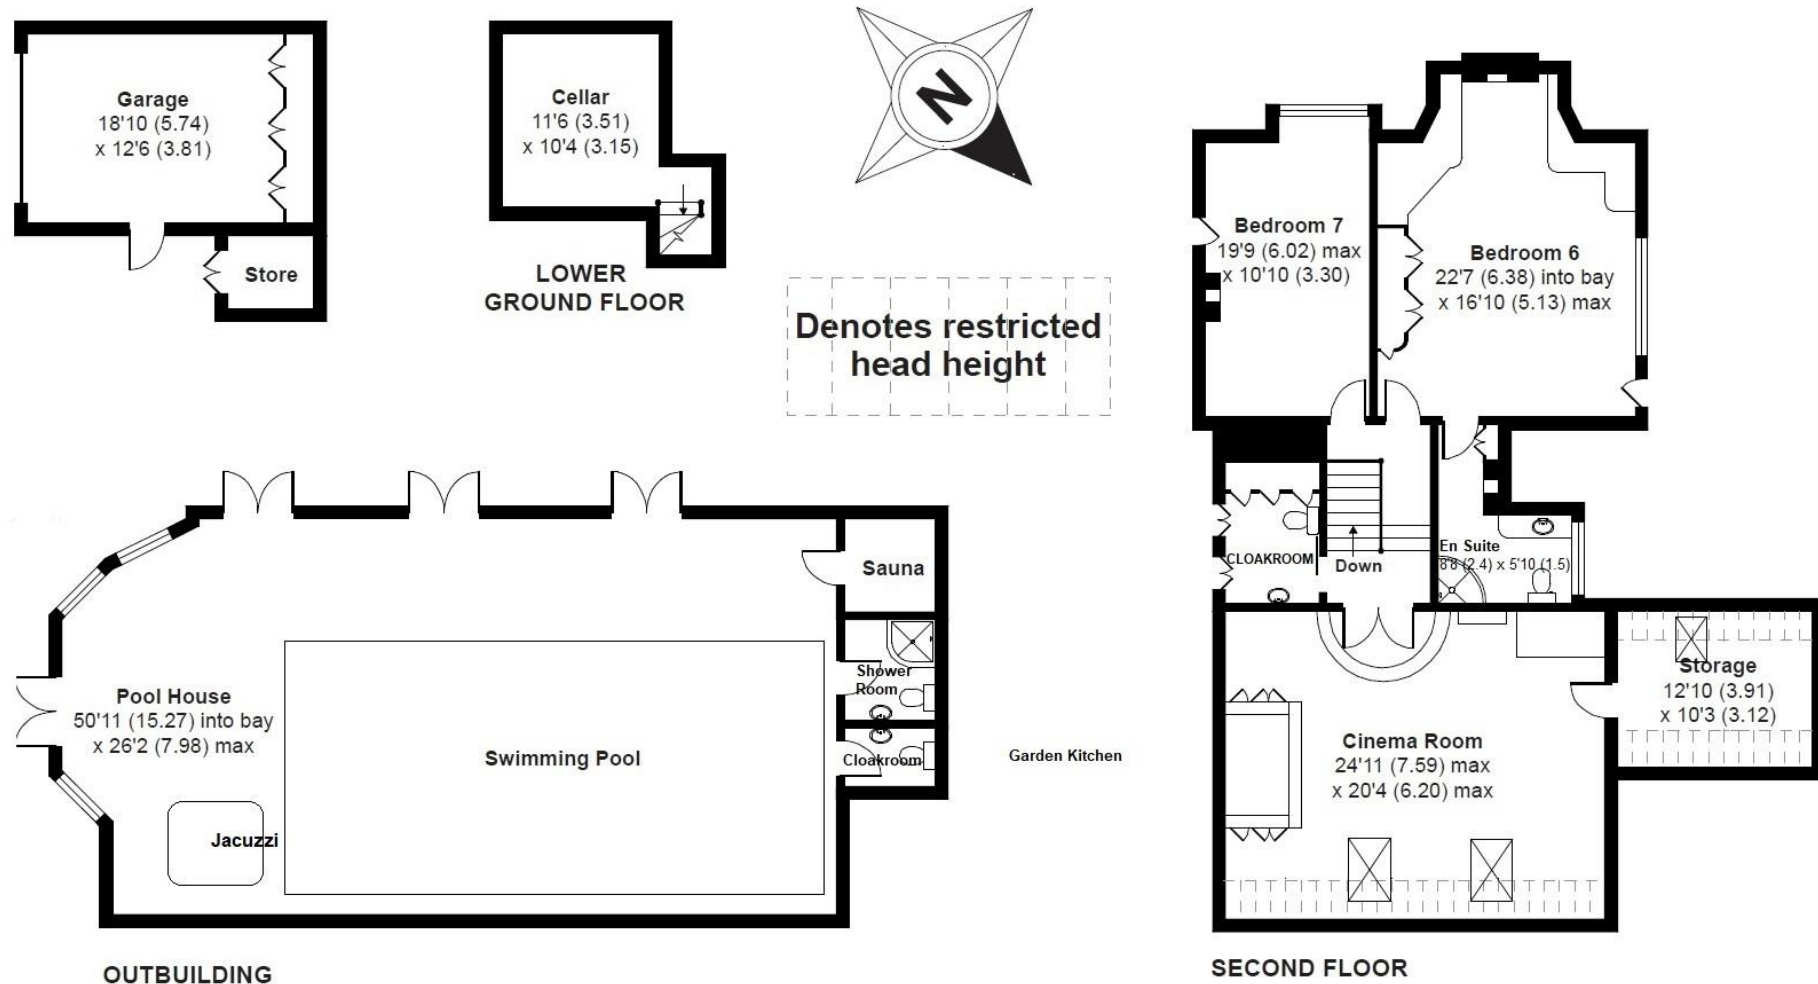 Garage
18'10 (5.74)
x 12'6 (3.81)
Store
Cellar
11'6 (3.51)
x 10'4 (3.15)
LOWER
GROUND FLOOR
N
Denotes restricted
head height
Bedroom 7
19'9 (6.02) max
x 10'10 (3.30)
Bedroom 6
22'7 (6.38) into bay
x 16'10 (5.13) max
CLOAKROOM
Down
En Suite
8'8 (2.4) x 5'10 (1.5)
Storage
12'10 (3.91)
x 10'3 (3.12)
Cinema Room
24'11 (7.59) max
x 20'4 (6.20) max
SECOND FLOOR
Sauna
Shower
Room
Cloakroom
Pool House
50'11 (15.27) into bay
x 26'2 (7.98) max
Swimming Pool
Jacuzzi
Garden Kitchen
OUTBUILDING